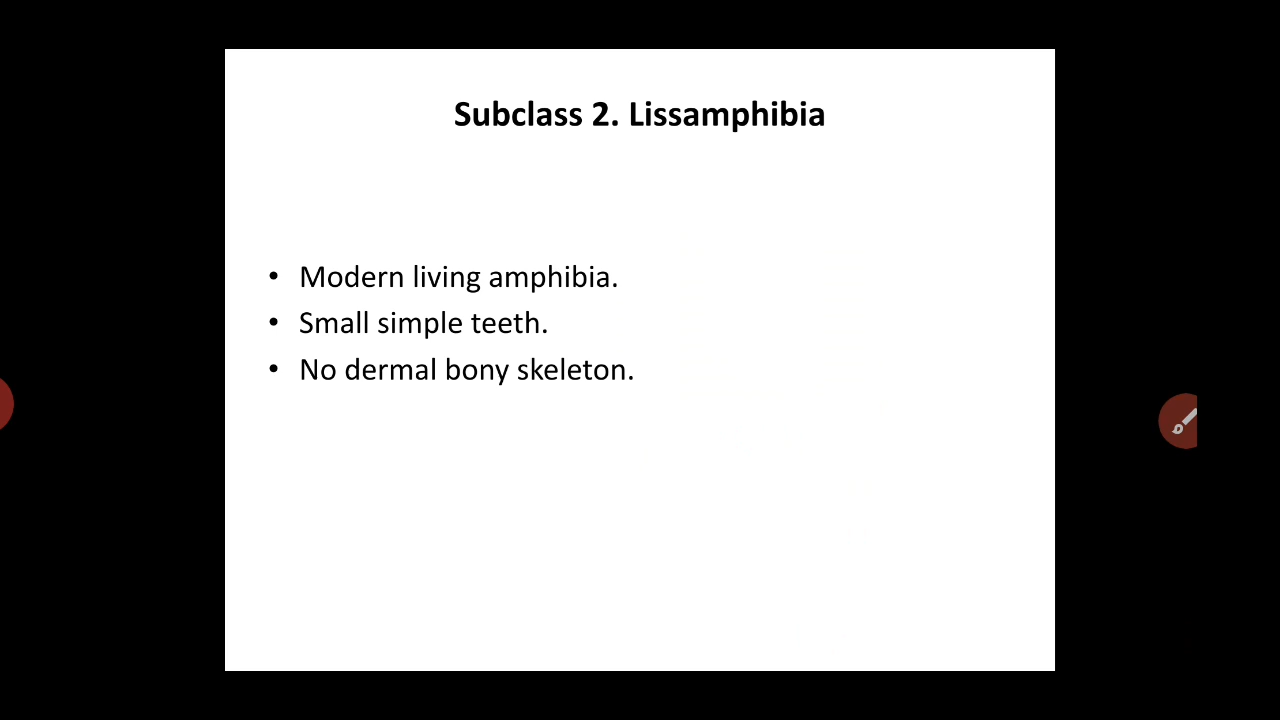 Subclass 2. Lissamphibia
• Modern living amphibia.
• Small simple teeth.
• No dermal bony skeleton.